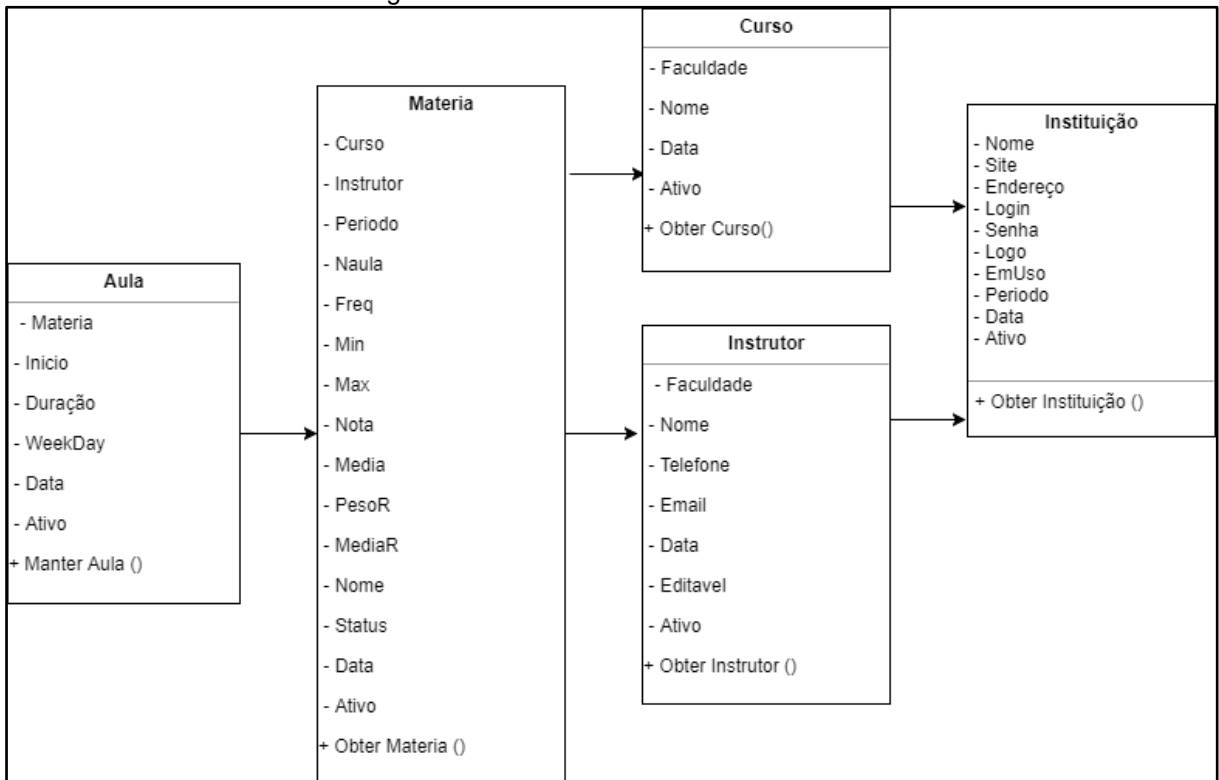 Aula
- Materia
- Inicio
- Duração
- WeekDay
- Data
- Ativo
+ Manter Aula ()
Materia
- Curso
- Instrutor
- Periodo
- Naula
- Freq
- Min
- Max
- Nota
- Media
- PesoR
- MediaR
- Nome
- Status
- Data
- Ativo
+ Obter Materia ()
Curso
- Faculdade
- Nome
- Data
- Ativo
+ Obter Curso()
Instrutor
- Faculdade
- Nome
- Telefone
- Email
- Data
- Editavel
- Ativo
+ Obter Instrutor ()
Instituição
- Nome
- Site
- Endereço
- Login
- Senha
- Logo
- EmUso
- Periodo
- Data
- Ativo
+ Obter Instituição ()